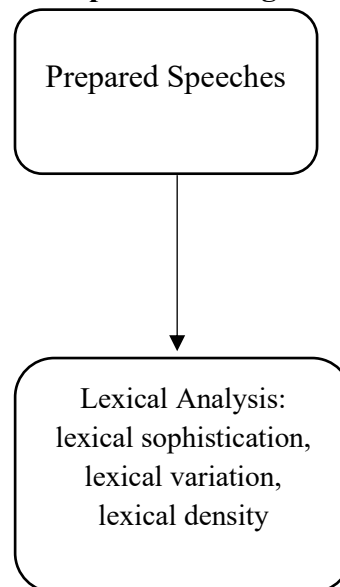 Prepared Speeches
Lexical Analysis:
lexical sophistication,
lexical variation,
lexical density